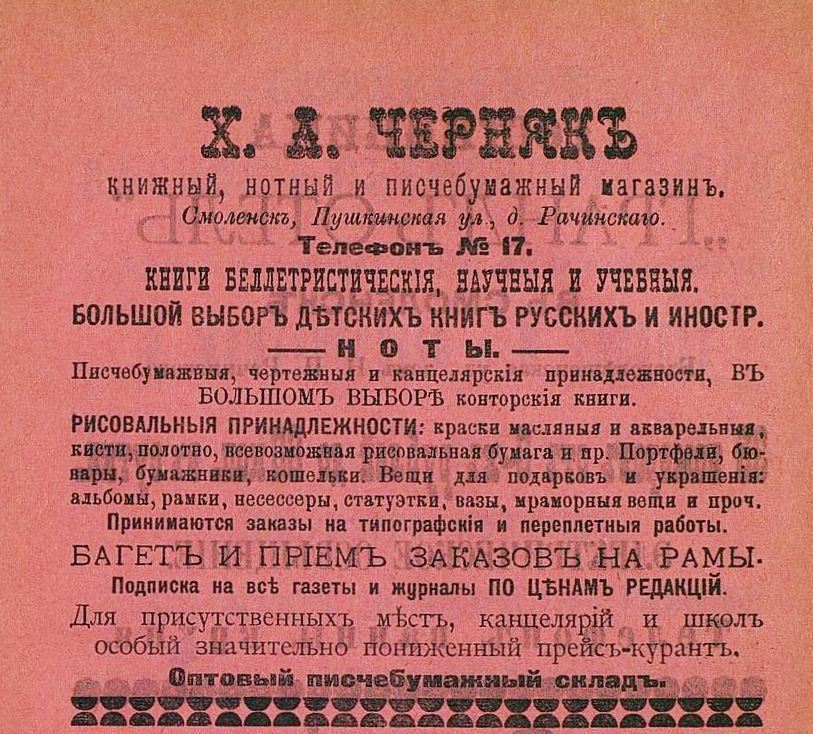 Х. А. ЧЕРНЯКЪ
книжный, нотный и писчебумажный магазинъ.
Смоленскъ, Пушкинская ул., д. Рачинскаго.
Телефонъ № 17.
КНИГИ БЕЛЛЕТРИСТИЧЕСКІЯ, НАУЧНЫЯ И УЧЕБНЫЯ.
БОЛЬШОЙ ВЫБОРЪ ДѢТСКИХЪ КНИГЪ РУССКИХЪ И ИНОСТР.
НОТЫ.
Писчебумажныя, чертежныя и канцелярскія принадлежности, ВЪ
БОЛЬШОМЪ ВЫБОРѢ конторскія книги.
РИСОВАЛЬНЫЯ ПРИНАДЛЕЖНОСТИ: краски масляныя и акварельныя,
кисти, полотно, всевозможная рисовальная бумага и пр. Портфели, бю-
вары, бумажники, кошельки. Вещи для подарковъ и украшенія:
альбомы, рамки, несессеры, статуэтки, вазы, мраморныя вещи и проч.
Принимаются заказы на типографскія и переплетныя работы.
БАГЕТЪ И ПРІЕМЪ ЗАКАЗОВЪ НА РАМЫ.
Подписка на всѣ газеты и журналы ПО ЦѢНАМЪ РЕДАКЦІЙ.
Для присутственныхъ мѣстъ, канцелярій и школъ
особый значительно пониженный прейсъ-курантъ.
Оптовый писчебумажный складъ.